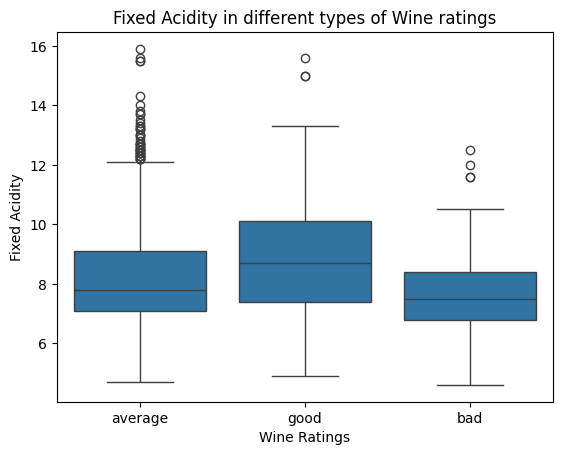 Fixed Acidity in different types of Wine ratings
16
14
12
10
8
6
Fixed Acidity
average good bad
Wine Ratings